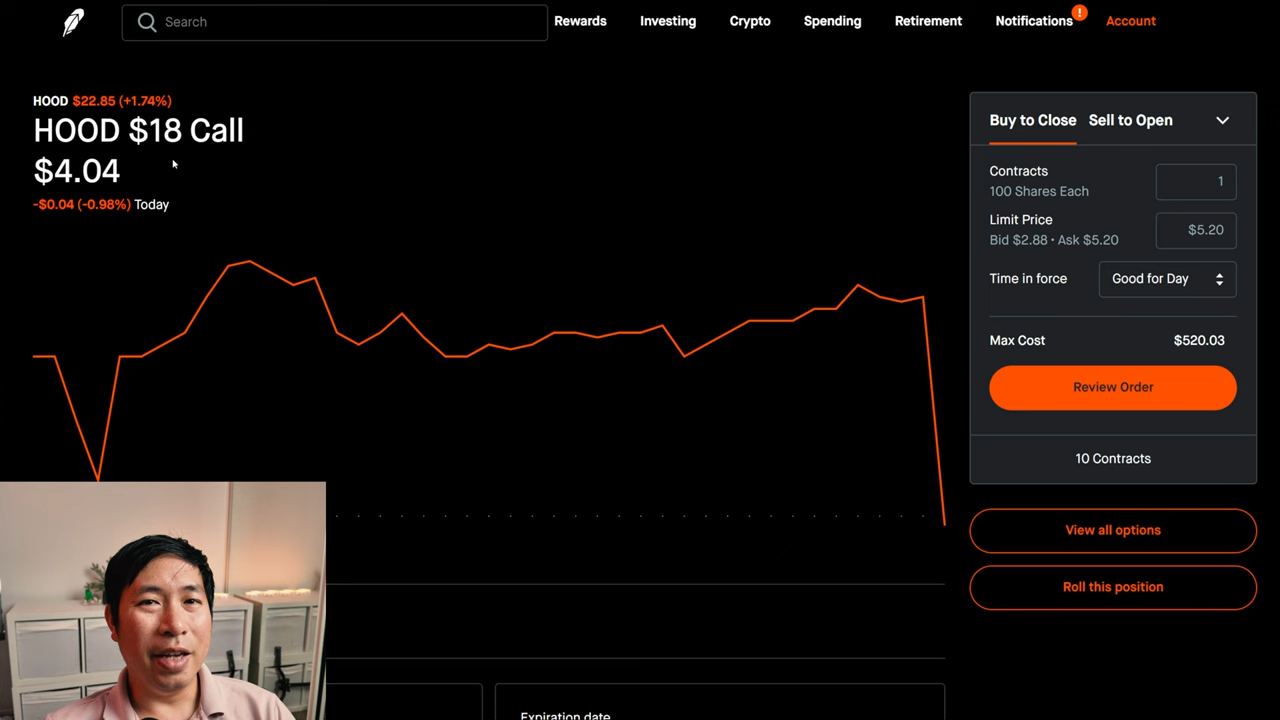 Search
Rewards
Investing
Crypto
Spending
Retirement
Notifications
!
Account
HOOD $22.85 (+1.74%)
HOOD $18 Call
$4.04
-$0.04 (-0.98%) Today
Buy to Close
Sell to Open
Contracts
100 Shares Each
1
Limit Price
Bid $2.88 • Ask $5.20
$5.20
Time in force
Good for Day
Max Cost
$520.03
Review Order
10 Contracts
View all options
Roll this position
Expiration date